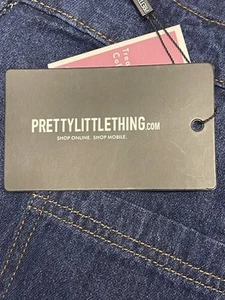 PRETTYLITTLETHING.COM
SHOP ONLINE. SHOP MOBILE.